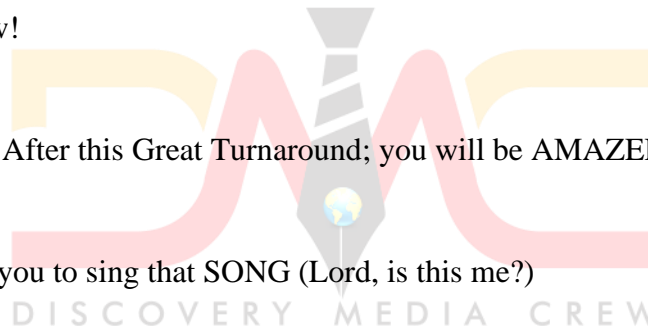 !
After this Great Turnaround; you will be AMAZE
you to sing that SONG (Lord, is this me?)
DISCOVERY MEDIA CREW